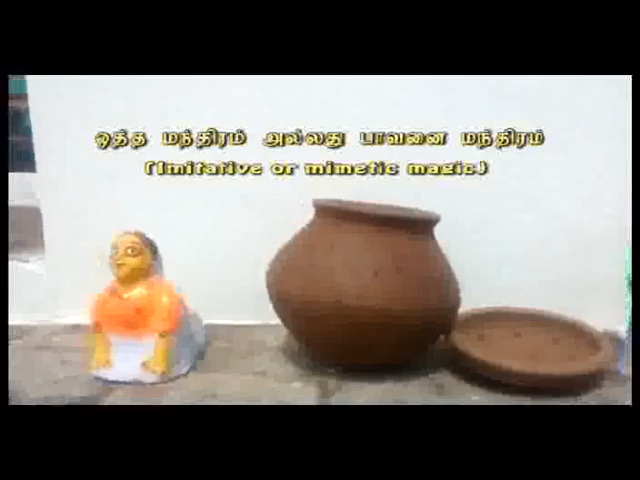 ஒத்த மந்திரம் அல்லது பாவனை மந்திரம்
(Imitative or mimetic magic)